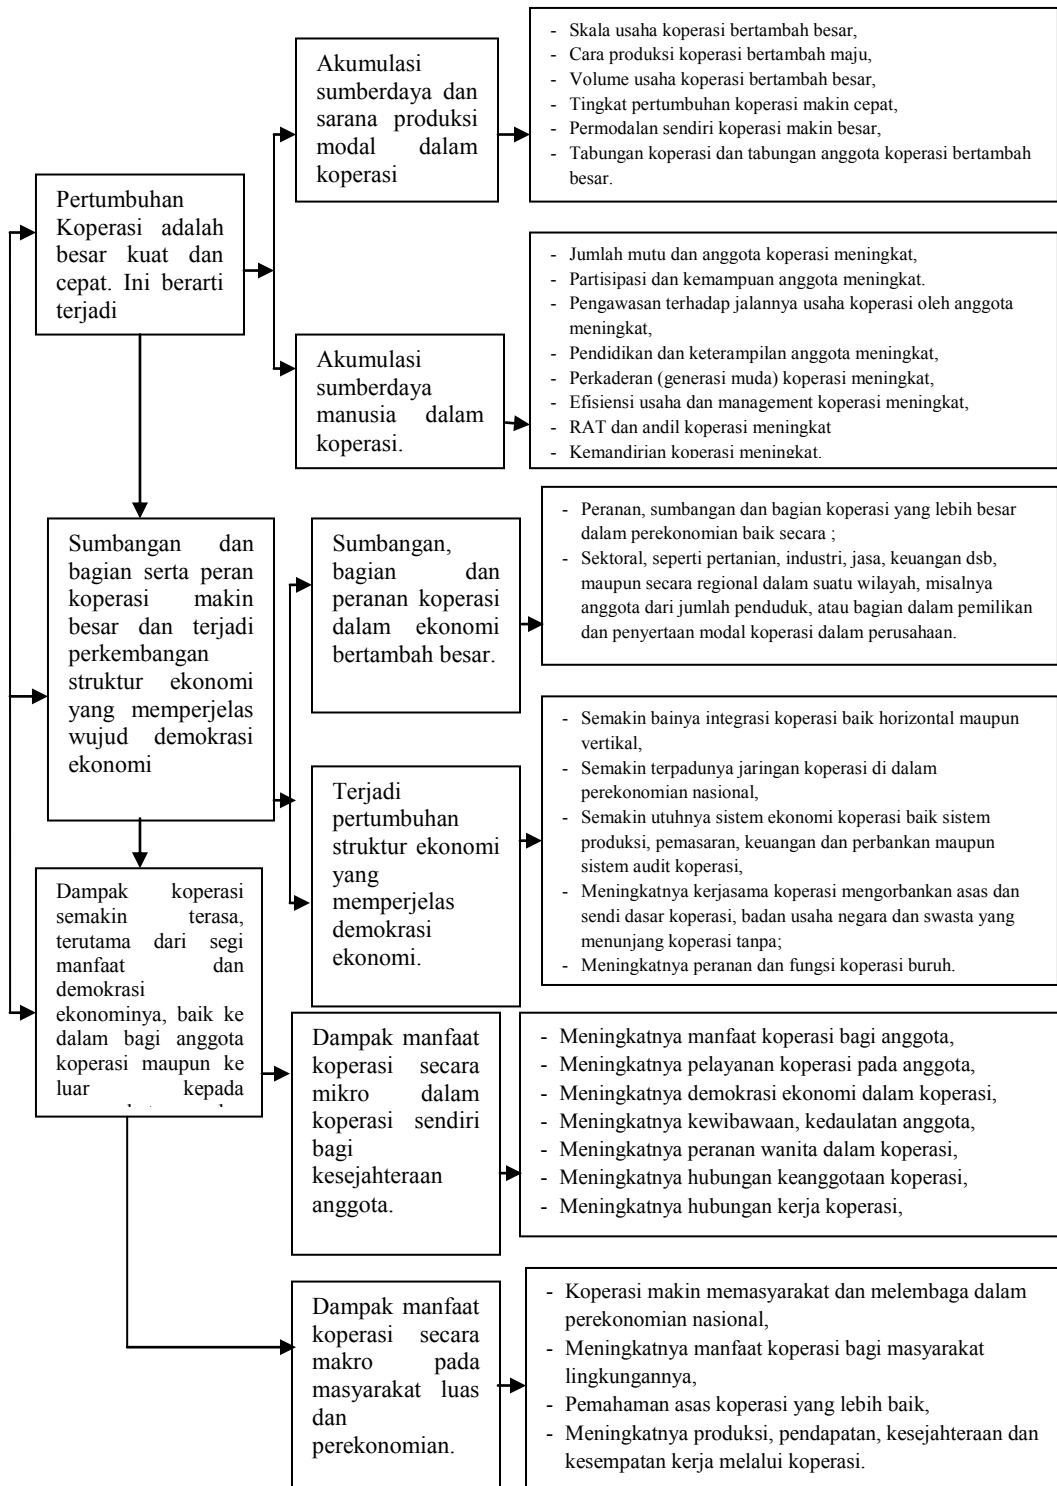 Akumulasi
sumberdaya dan
sarana produksi
modal dalam
koperasi
- Skala usaha koperasi bertambah besar,
- Cara produksi koperasi bertambah maju,
- Volume usaha koperasi bertambah besar,
- Tingkat pertumbuhan koperasi makin cepat,
- Permodalan sendiri koperasi makin besar,
- Tabungan koperasi dan tabungan anggota koperasi bertambah
besar.
Pertumbuhan
Koperasi adalah
besar kuat dan
cepat. Ini berarti
terjadi
Akumulasi
sumberdaya
manusia dalam
koperasi.
- Jumlah mutu dan anggota koperasi meningkat,
- Partisipasi dan kemampuan anggota meningkat.
- Pengawasan terhadap jalannya usaha koperasi oleh anggota
meningkat,
- Pendidikan dan keterampilan anggota meningkat,
- Perkaderan (generasi muda) koperasi meningkat,
- Efisiensi usaha dan management koperasi meningkat,
- RAT dan andil koperasi meningkat
- Kemandirian koperasi meningkat.
Sumbangan dan
bagian serta peran
koperasi makin
besar dan terjadi
perkembangan
struktur ekonomi
yang memperjelas
wujud demokrasi
ekonomi
Sumbangan,
bagian dan
peranan koperasi
dalam ekonomi
bertambah besar.
- Peranan, sumbangan dan bagian koperasi yang lebih besar
dalam perekonomian baik secara ;
- Sektoral, seperti pertanian, industri, jasa, keuangan dsb,
maupun secara regional dalam suatu wilayah, misalnya
anggota dari jumlah penduduk, atau bagian dalam pemilikan
dan penyertaan modal koperasi dalam perusahaan.
Terjadi
pertumbuhan
struktur ekonomi
yang
memperjelas
demokrasi
ekonomi.
- Semakin bainya integrasi koperasi baik horizontal maupun
vertikal,
- Semakin terpadunya jaringan koperasi di dalam
perekonomian nasional,
- Semakin utuhnya sistem ekonomi koperasi baik sistem
produksi, pemasaran, keuangan dan perbankan maupun
sistem audit koperasi,
- Meningkatnya kerjasama koperasi mengorbankan asas dan
sendi dasar koperasi, badan usaha negara dan swasta yang
menunjang koperasi tanpa;
- Meningkatnya peranan dan fungsi koperasi buruh.
Dampak koperasi
semakin terasa,
terutama dari segi
manfaat dan
demokrasi
ekonominya, baik ke
dalam bagi anggota
koperasi maupun ke
luar kepada
Dampak manfaat
koperasi secara
mikro dalam
koperasi sendiri
bagi
kesejahteraan
anggota.
- Meningkatnya manfaat koperasi bagi anggota,
- Meningkatnya pelayanan koperasi pada anggota,
- Meningkatnya demokrasi ekonomi dalam koperasi,
- Meningkatnya kewibawaan, kedaulatan anggota,
- Meningkatnya peranan wanita dalam koperasi,
- Meningkatnya hubungan keanggotaan koperasi,
- Meningkatnya hubungan kerja koperasi,
Dampak manfaat
koperasi secara
makro pada
masyarakat luas
dan
perekonomian.
- Koperasi makin memasyarakat dan melembaga dalam
perekonomian nasional,
- Meningkatnya manfaat koperasi bagi masyarakat
lingkungannya,
- Pemahaman asas koperasi yang lebih baik,
- Meningkatnya produksi, pendapatan, kesejahteraan dan
kesempatan kerja melalui koperasi.